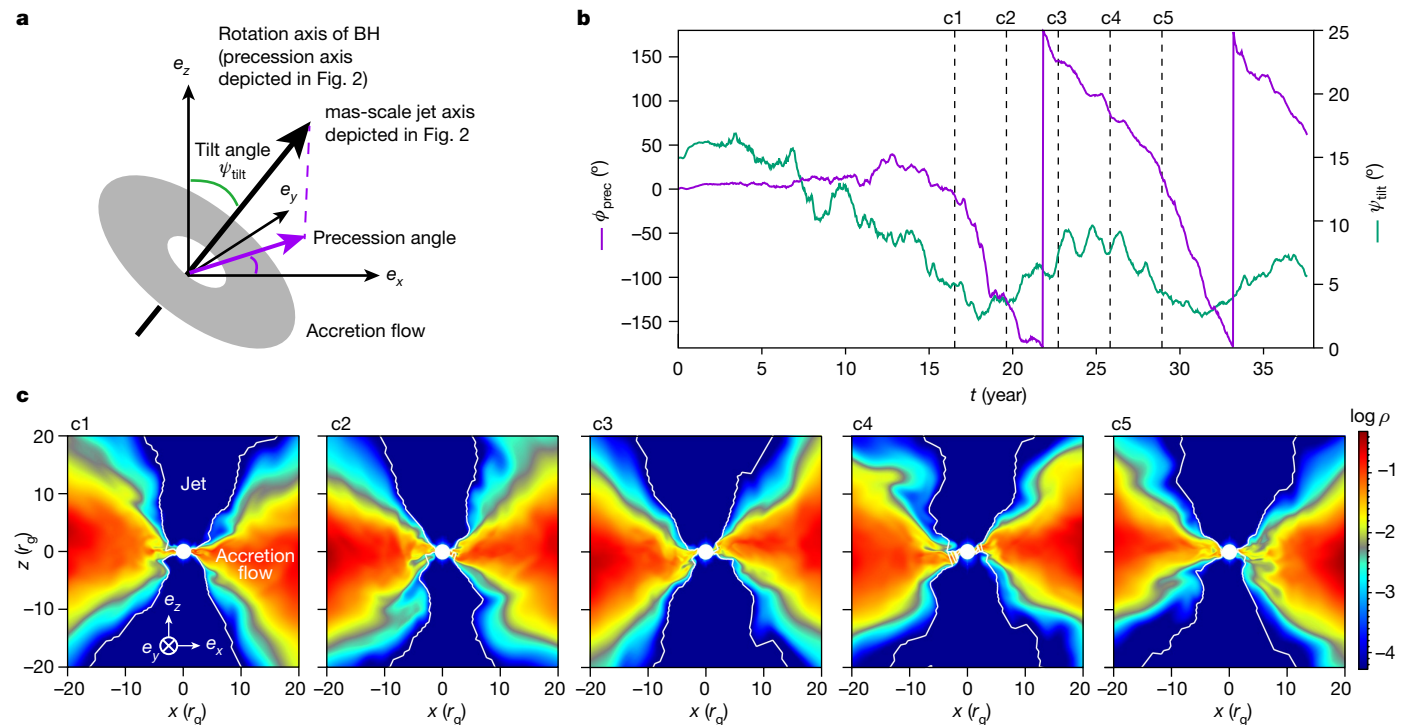 a
Rotation axis of BH
(precession axis
depicted in Fig. 2)
e_z
mas-scale jet axis
depicted in Fig. 2
Tilt angle
ψ_tilt
e_y
Precession angle
e_x
Accretion flow
b
c1 c2 c3 c4 c5
150
100
50
0
−50
−100
−150
ϕ_prec (°)
25
20
15
10
5
0
ψ_tilt (°)
0 5 10 15 20 25 30 35
t (year)
c
c1 c2 c3 c4 c5
log ρ
20
10
0
−10
−20
z (r_g)
Jet
Accretion
flow
e_z
e_y e_x
−1
−2
−3
−4
−20 −10 0 10 20 −20 −10 0 10 20 −20 −10 0 10 20 −20 −10 0 10 20 −20 −10 0 10 20
x (r_g) x (r_g) x (r_g) x (r_g) x (r_g)